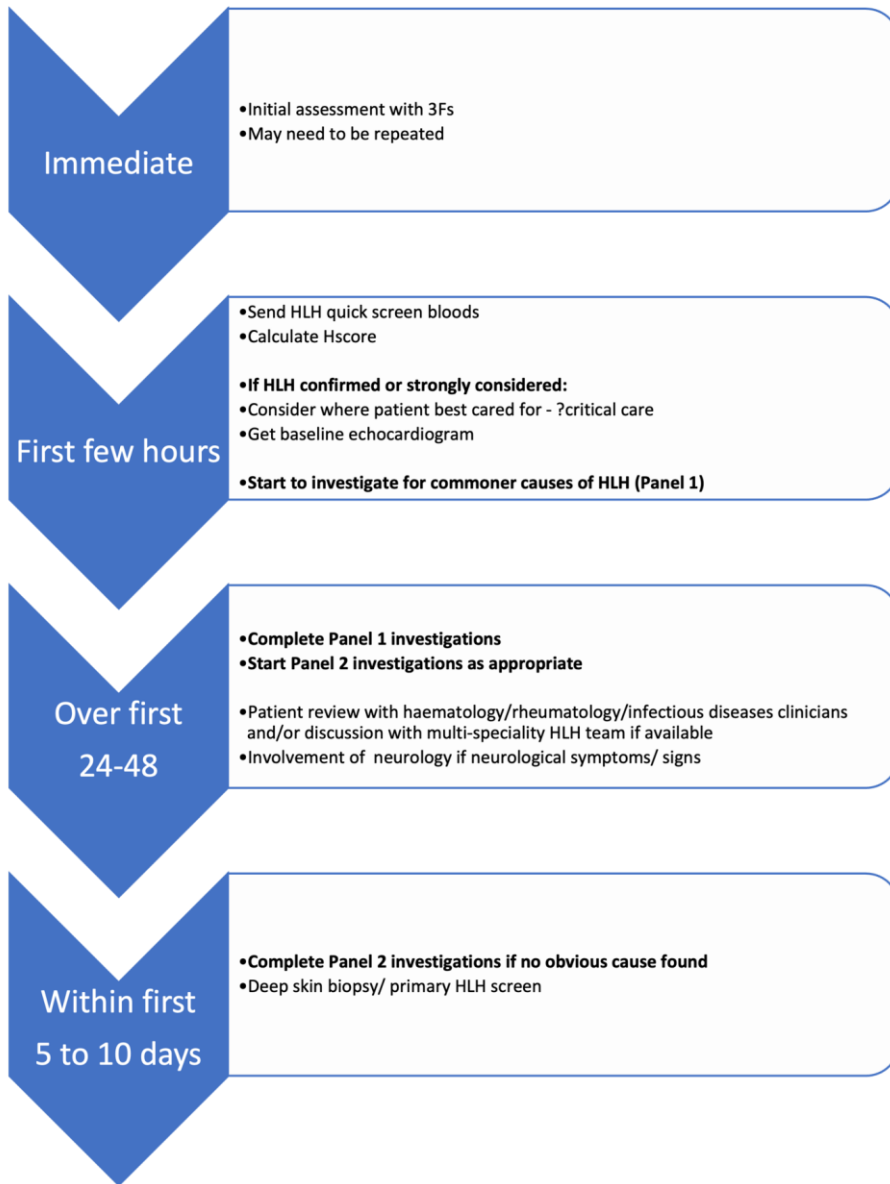 Immediate
•Initial assessment with 3Fs
•May need to be repeated
First few hours
•Send HLH quick screen bloods
•Calculate Hscore
•If HLH confirmed or strongly considered:
•Consider where patient best cared for - ?critical care
•Get baseline echocardiogram
•Start to investigate for commoner causes of HLH (Panel 1)
Over first
24-48
•Complete Panel 1 investigations
•Start Panel 2 investigations as appropriate
•Patient review with haematology/rheumatology/infectious diseases clinicians
and/or discussion with multi-speciality HLH team if available
•Involvement of  neurology if neurological symptoms/ signs
Within first
5 to 10 days
•Complete Panel 2 investigations if no obvious cause found
•Deep skin biopsy/ primary HLH screen